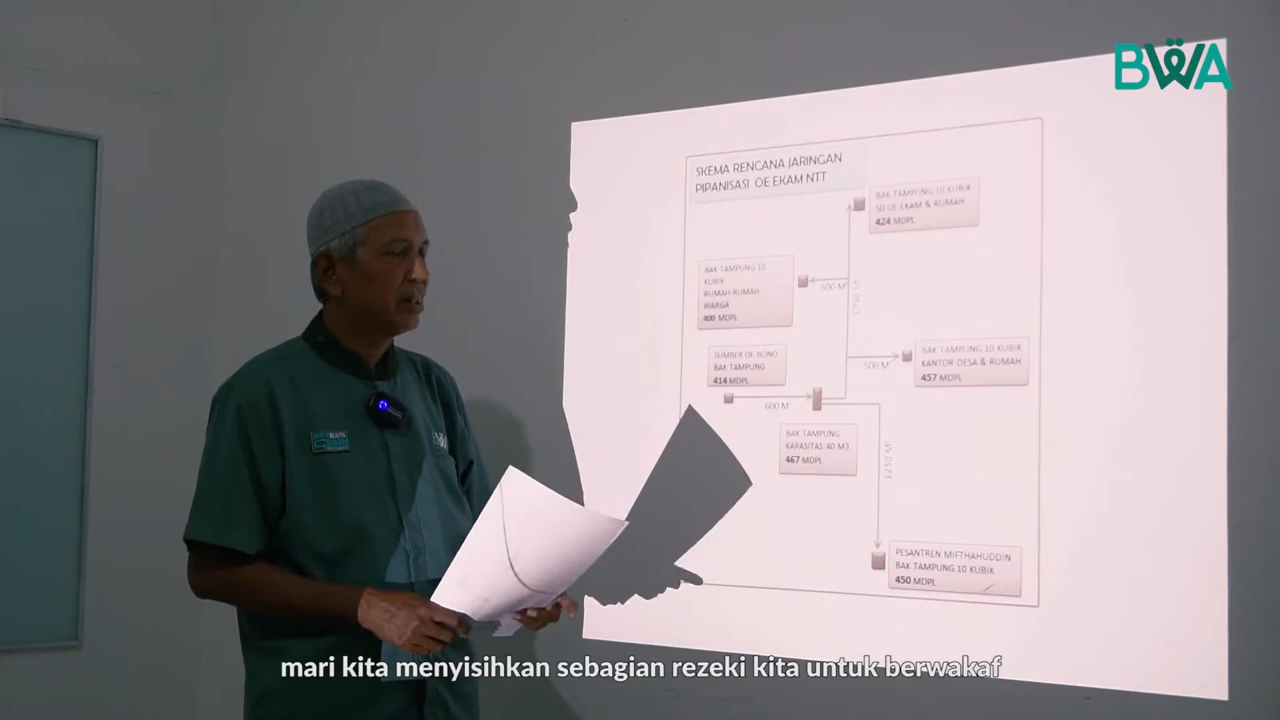 BWA
SKEMA RENCANA JARINGAN
PIPANISASI OE EKAM NTT
BAK TAMPUNG 10 KUBIK
SD OE EKAM & RUMAH
424 MDPL
BAK TAMPUNG 10
KUBIK
RUMAH-RUMAH
WARGA
400 MDPL
600 M'
1750 M'
SUMBER OE BONO
BAK TAMPUNG
414 MDPL
BAK TAMPUNG 10 KUBIK
KANTOR DESA & RUMAH
457 MDPL
500 M'
600 M'
BAK TAMPUNG
KAPASITAS 40 M3
467 MDPL
1250 M'
PESANTREN MIFTHAHUDDIN
BAK TAMPUNG 10 KUBIK
450 MDPL
mari kita menyisihkan sebagian rezeki kita untuk berwakaf